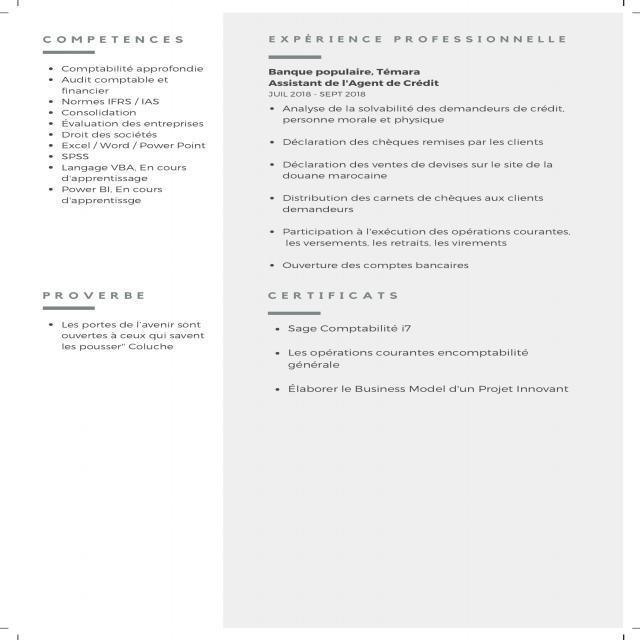 COMPETENCES
• Comptabilité approfondie
• Audit comptable et
financier
• Normes IFRS / IAS
• Consolidation
• Évaluation des entreprises
• Droit des sociétés
• Excel / Word / Power Point
• SPSS
• Langage VBA, En cours
d'apprentissage
• Power BI, En cours
d'apprentissge
PROVERBE
• Les portes de l'avenir sont
ouvertes à ceux qui savent
les pousser" Coluche
EXPÉRIENCE PROFESSIONNELLE
Banque populaire, Témara
Assistant de l'Agent de Crédit
JUIL 2018 - SEPT 2018
• Analyse de la solvabilité des demandeurs de crédit,
personne morale et physique
• Déclaration des chèques remises par les clients
• Déclaration des ventes de devises sur le site de la
douane marocaine
• Distribution des carnets de chèques aux clients
demandeurs
• Participation à l'exécution des opérations courantes,
les versements, les retraits, les virements
• Ouverture des comptes bancaires
CERTIFICATS
• Sage Comptabilité i7
• Les opérations courantes encomptabilité
générale
• Élaborer le Business Model d'un Projet Innovant